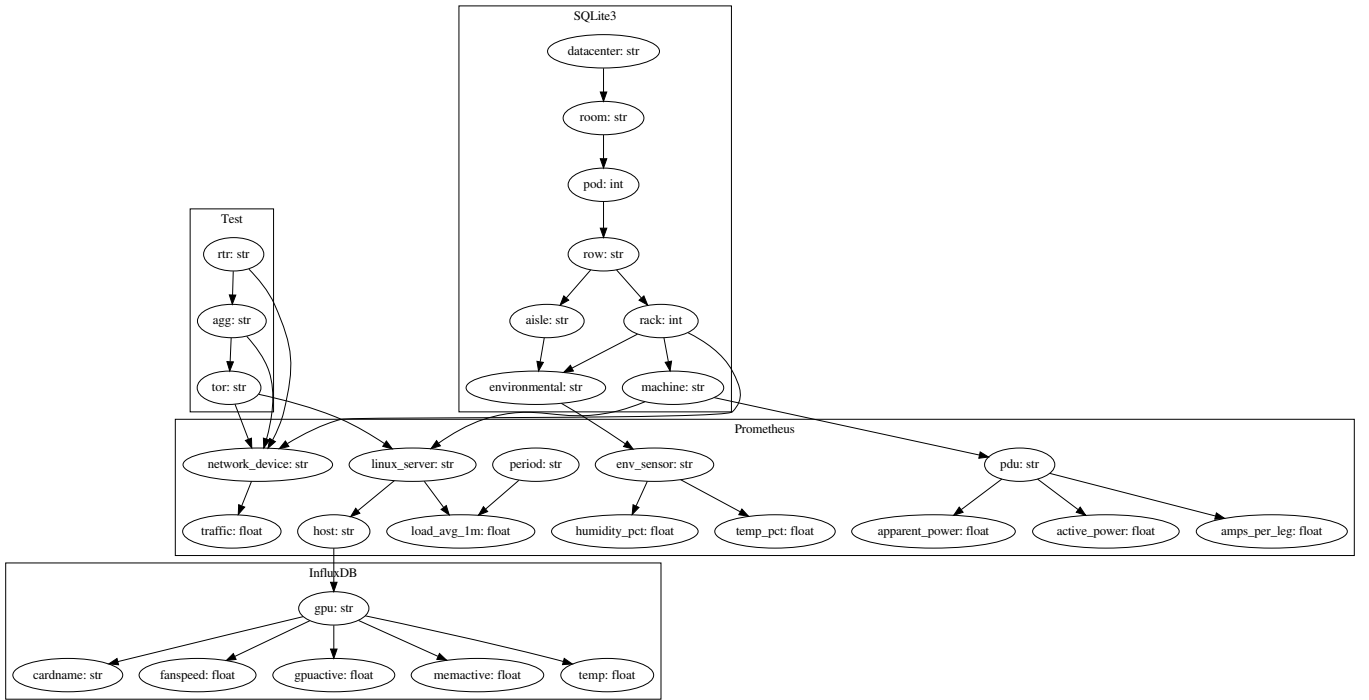 SQLite3
datacenter: str
room: str
pod: int
Test
rtr: str
row: str
agg: str
aisle: str
rack: int
tor: str
environmental: str
machine: str
Prometheus
network_device: str
linux_server: str
period: str
env_sensor: str
pdu: str
traffic: float
host: str
load_avg_1m: float
humidity_pct: float
temp_pct: float
apparent_power: float
active_power: float
amps_per_leg: float
InfluxDB
gpu: str
cardname: str
fanspeed: float
gpuactive: float
memactive: float
temp: float